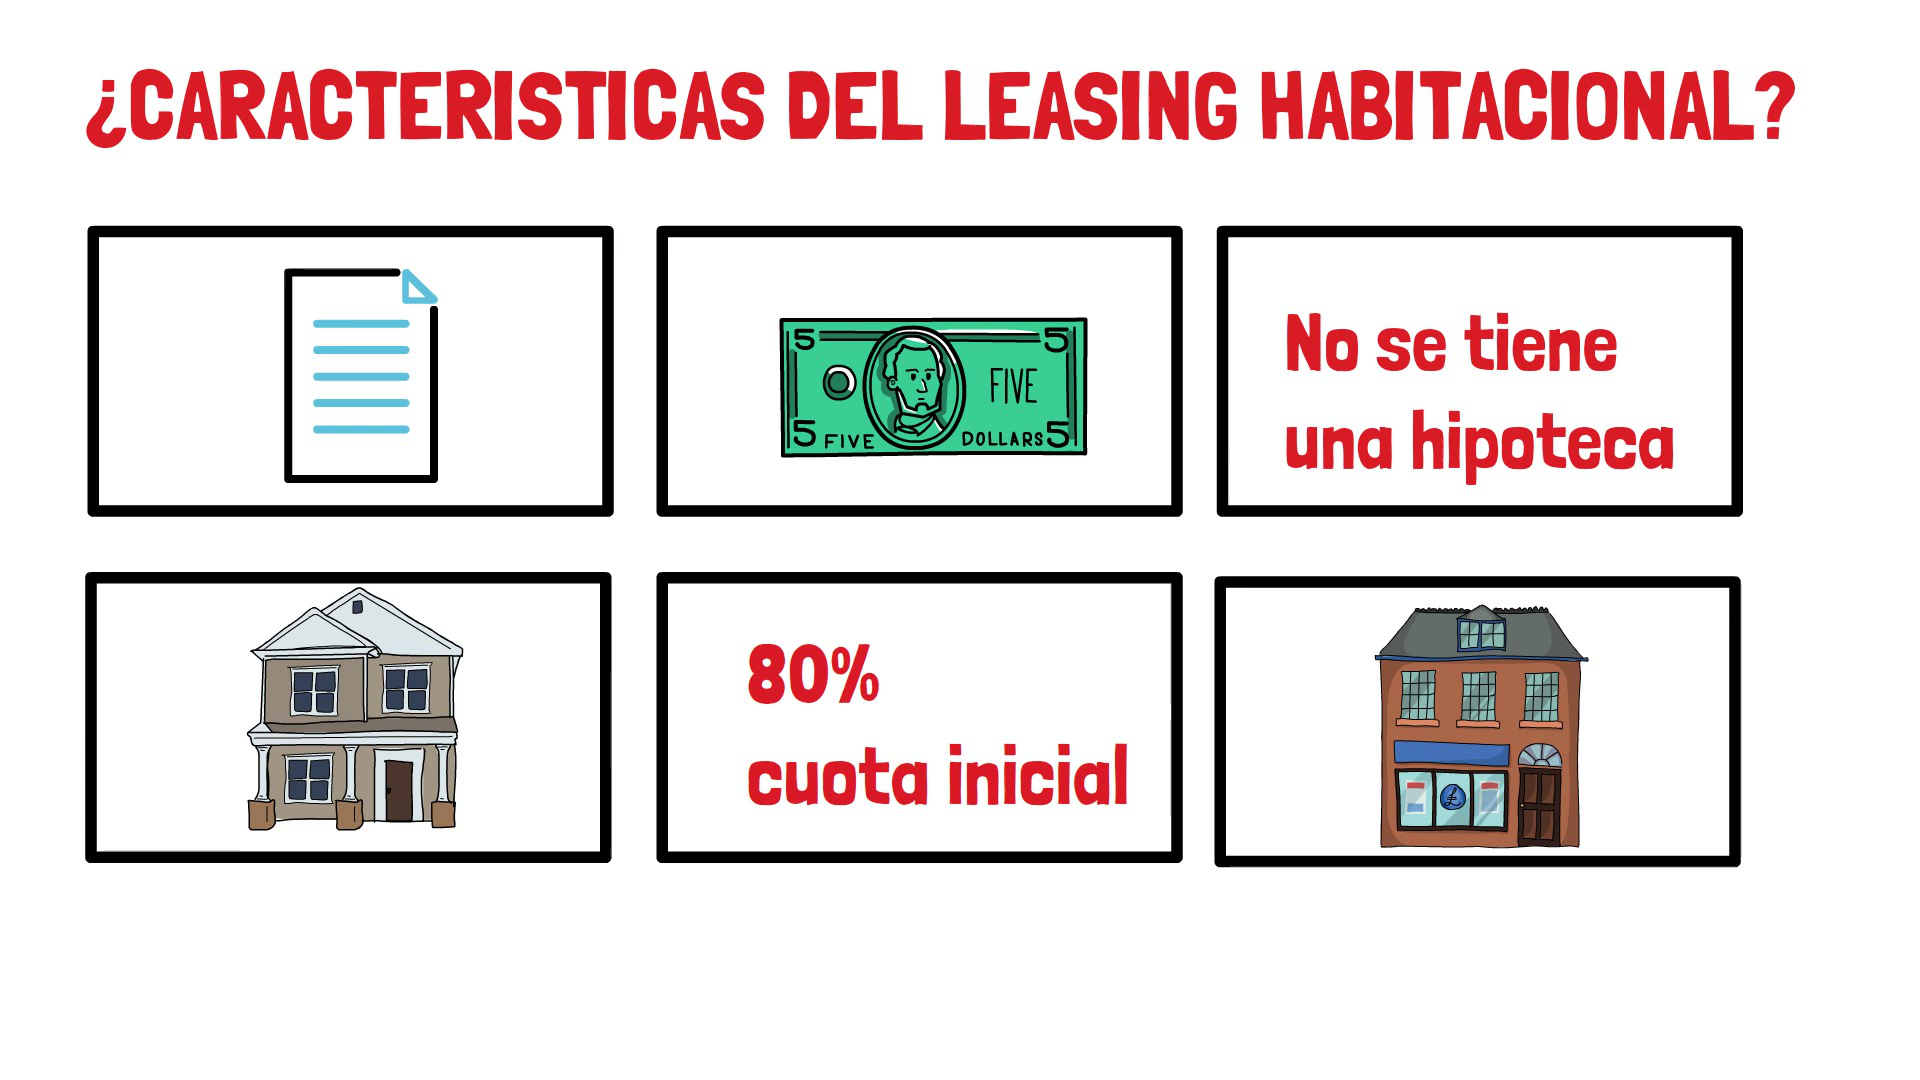 ¿CARACTERISTICAS DEL LEASING HABITACIONAL?
5 5
FIVE
5 FIVE DOLLARS 5
No se tiene
una hipoteca
80%
cuota inicial
£